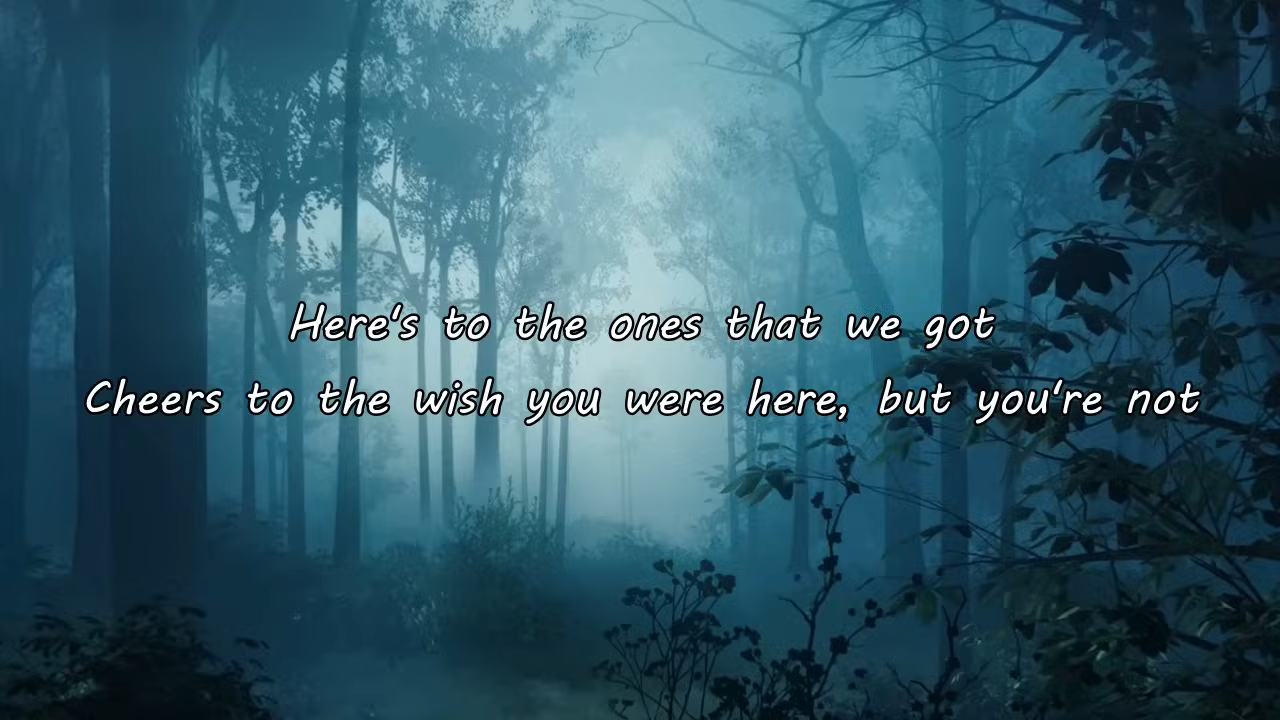 Here's to the ones that we got
Cheers to the wish you were here, but you're not